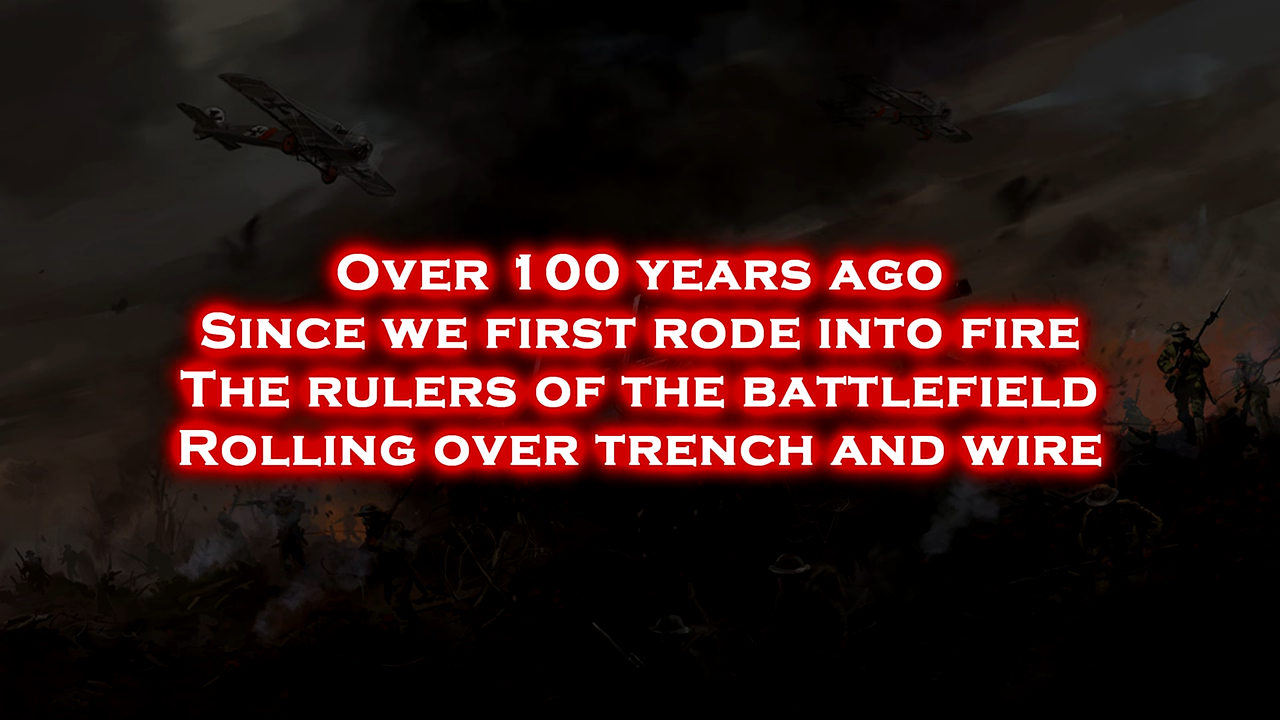 Over 100 years ago
Since we first rode into fire
The rulers of the battlefield
Rolling over trench and wire